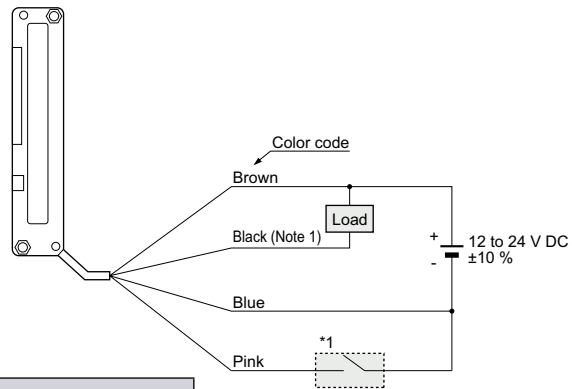 Color code
Brown
Load
Black (Note 1)
+
12 to 24 V DC
±10 %
-
Blue
*1
Pink